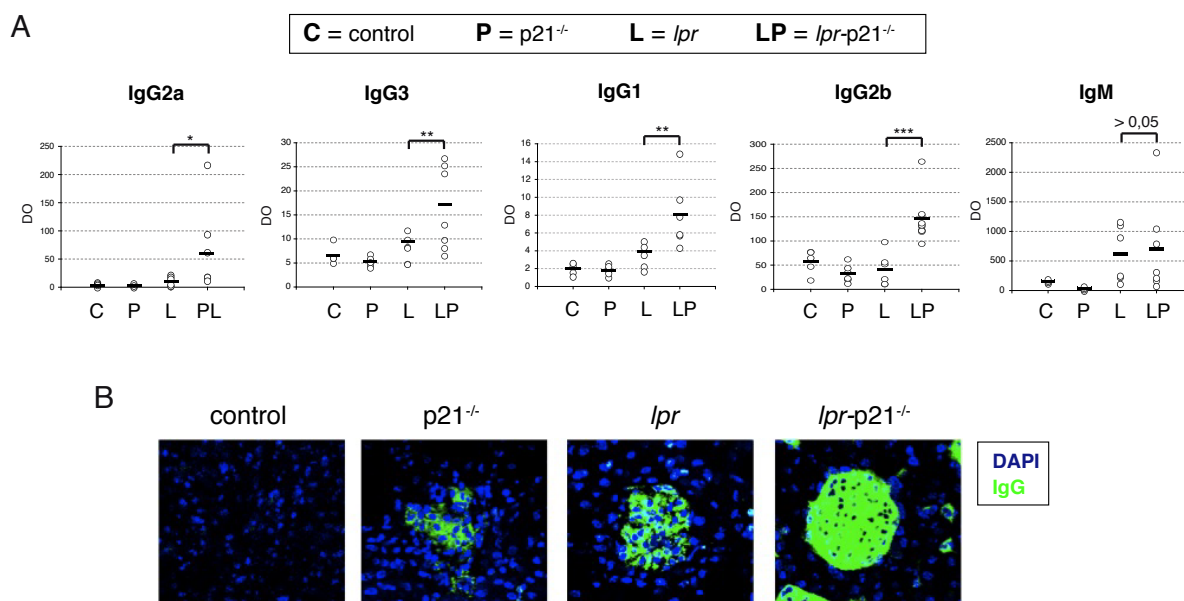 A
C = control P = p21-/- L = lpr LP = lpr-p21-/-
IgG2a IgG3 IgG1 IgG2b IgM
* ** ** *** > 0,05
DO
250
200
150
100
50
0
C P L PL
DO
30
25
20
15
10
5
0
C P L LP
DO
16
14
12
10
8
6
4
2
0
C P L LP
DO
300
250
200
150
100
50
0
C P L LP
DO
2500
2000
1500
1000
500
0
C P L LP
B
control p21-/- lpr lpr-p21-/-
DAPI
IgG